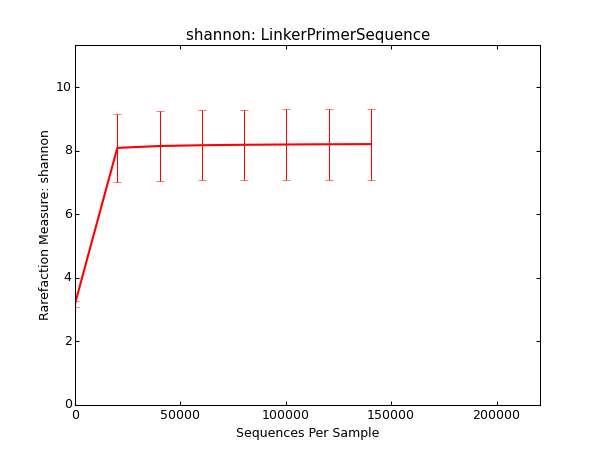 shannon: LinkerPrimerSequence
Rarefaction Measure: shannon
10
8
6
4
2
0
0 50000 100000 150000 200000
Sequences Per Sample